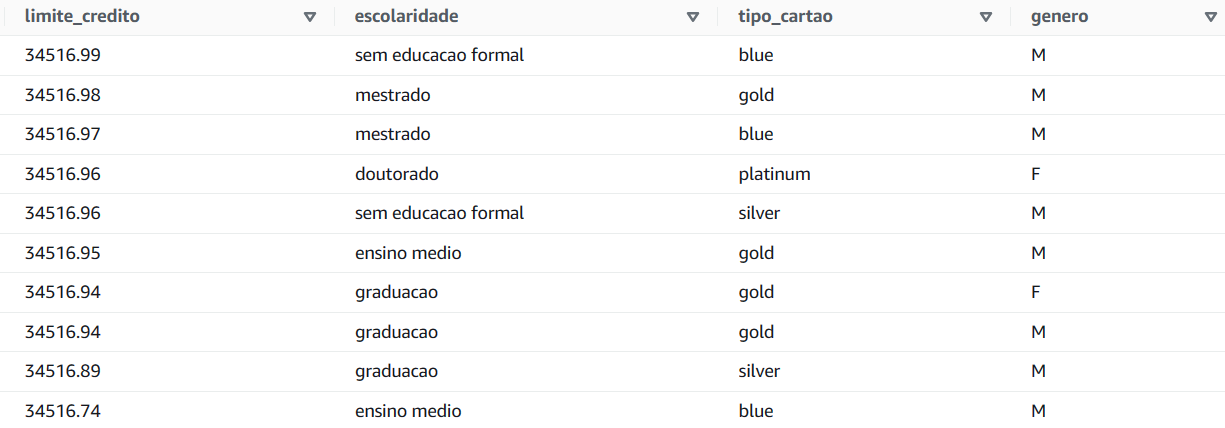 limite_credito escolaridade tipo_cartao genero
34516.99 sem educacao formal blue M
34516.98 mestrado gold M
34516.97 mestrado blue M
34516.96 doutorado platinum F
34516.96 sem educacao formal silver M
34516.95 ensino medio gold M
34516.94 graduacao gold F
34516.94 graduacao gold M
34516.89 graduacao silver M
34516.74 ensino medio blue M